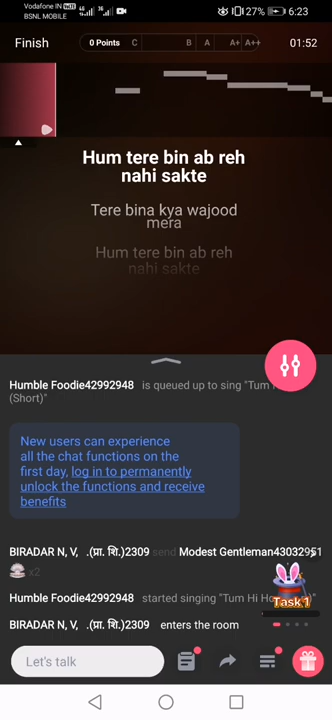 Vodafone IN VoLTE 4G 3G 27% 6:23
BSNL MOBILE
Finish 0 Points C B A A+ A++ 01:52
Hum tere bin ab reh
nahi sakte
Tere bina kya wajood
mera
Hum tere bin ab reh
nahi sakte
Humble Foodie42992948 is queued up to sing "Tum
(Short)"
New users can experience
all the chat functions on the
first day, log in to permanently
unlock the functions and receive
benefits
BIRADAR N, V, .(प्रा. शि.)2309 send Modest Gentleman43032951
x2
Humble Foodie42992948 started singing "Tum Hi Ho
Task 1
BIRADAR N, V, .(प्रा. शि.)2309 enters the room
Let's talk